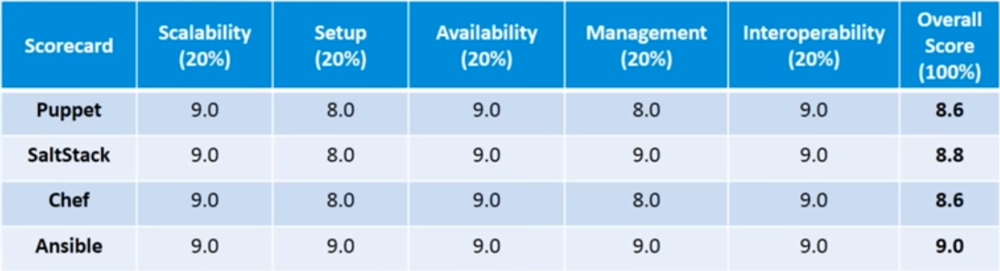 Scorecard Scalability (20%) Setup (20%) Availability (20%) Management (20%) Interoperability (20%) Overall Score (100%)
Puppet 9.0 8.0 9.0 8.0 9.0 8.6
SaltStack 9.0 8.0 9.0 9.0 9.0 8.8
Chef 9.0 8.0 9.0 8.0 9.0 8.6
Ansible 9.0 9.0 9.0 9.0 9.0 9.0